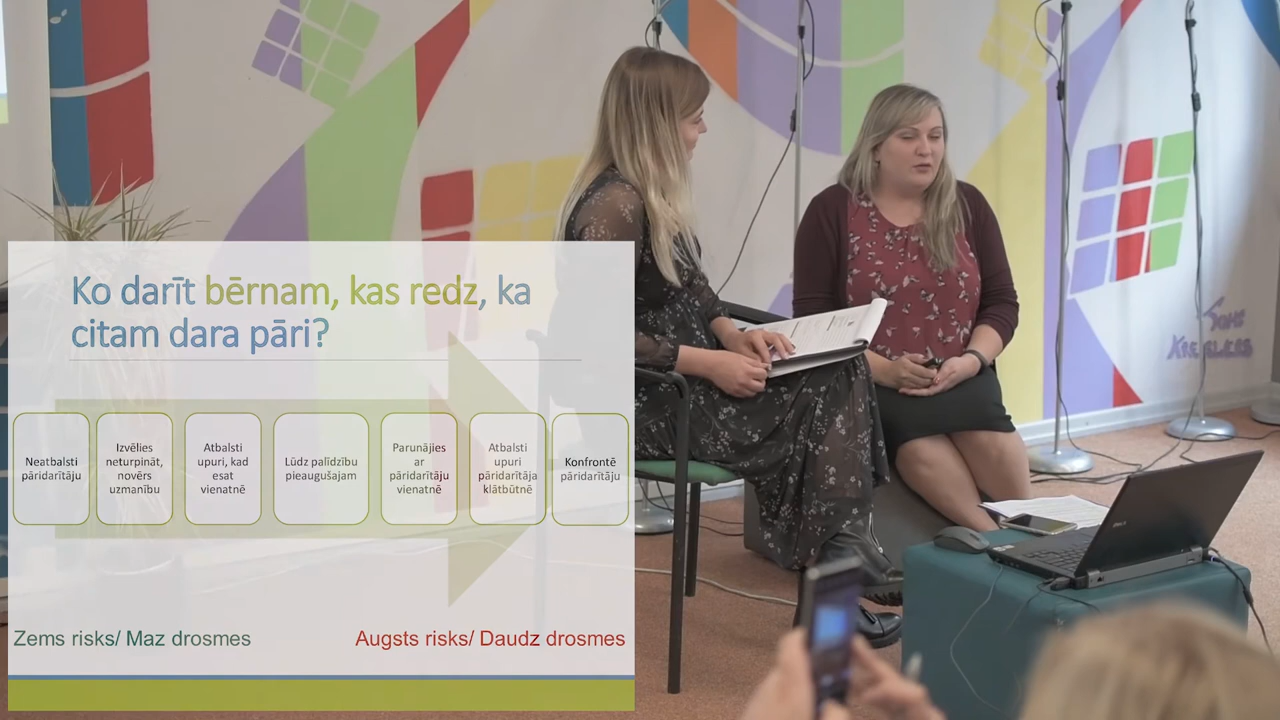 Ko darīt bērnam, kas redz, ka
citam dara pāri?
Neatbalsti
pāridarītāju
Izvēlies
neturpināt,
novērs
uzmanību
Atbalsti
upuri, kad
esat
vienatnē
Lūdz palīdzību
pieaugušajam
Parunājies
ar
pāridarītāju
vienatnē
Atbalsti
upuri
pāridarītāja
klātbūtnē
Konfrontē
pāridarītāju
Zems risks/ Maz drosmes
Augsts risks/ Daudz drosmes
DELL